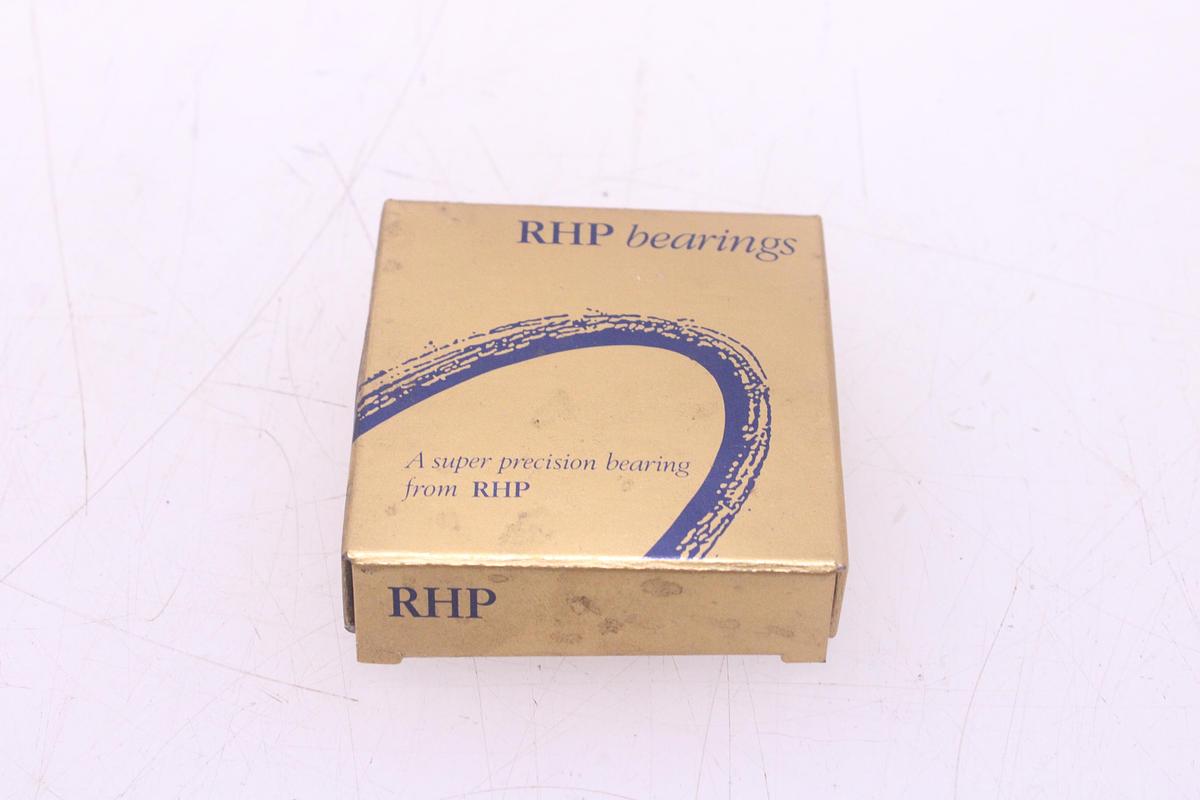 RHP bearings
A super precision bearing
from RHP
RHP